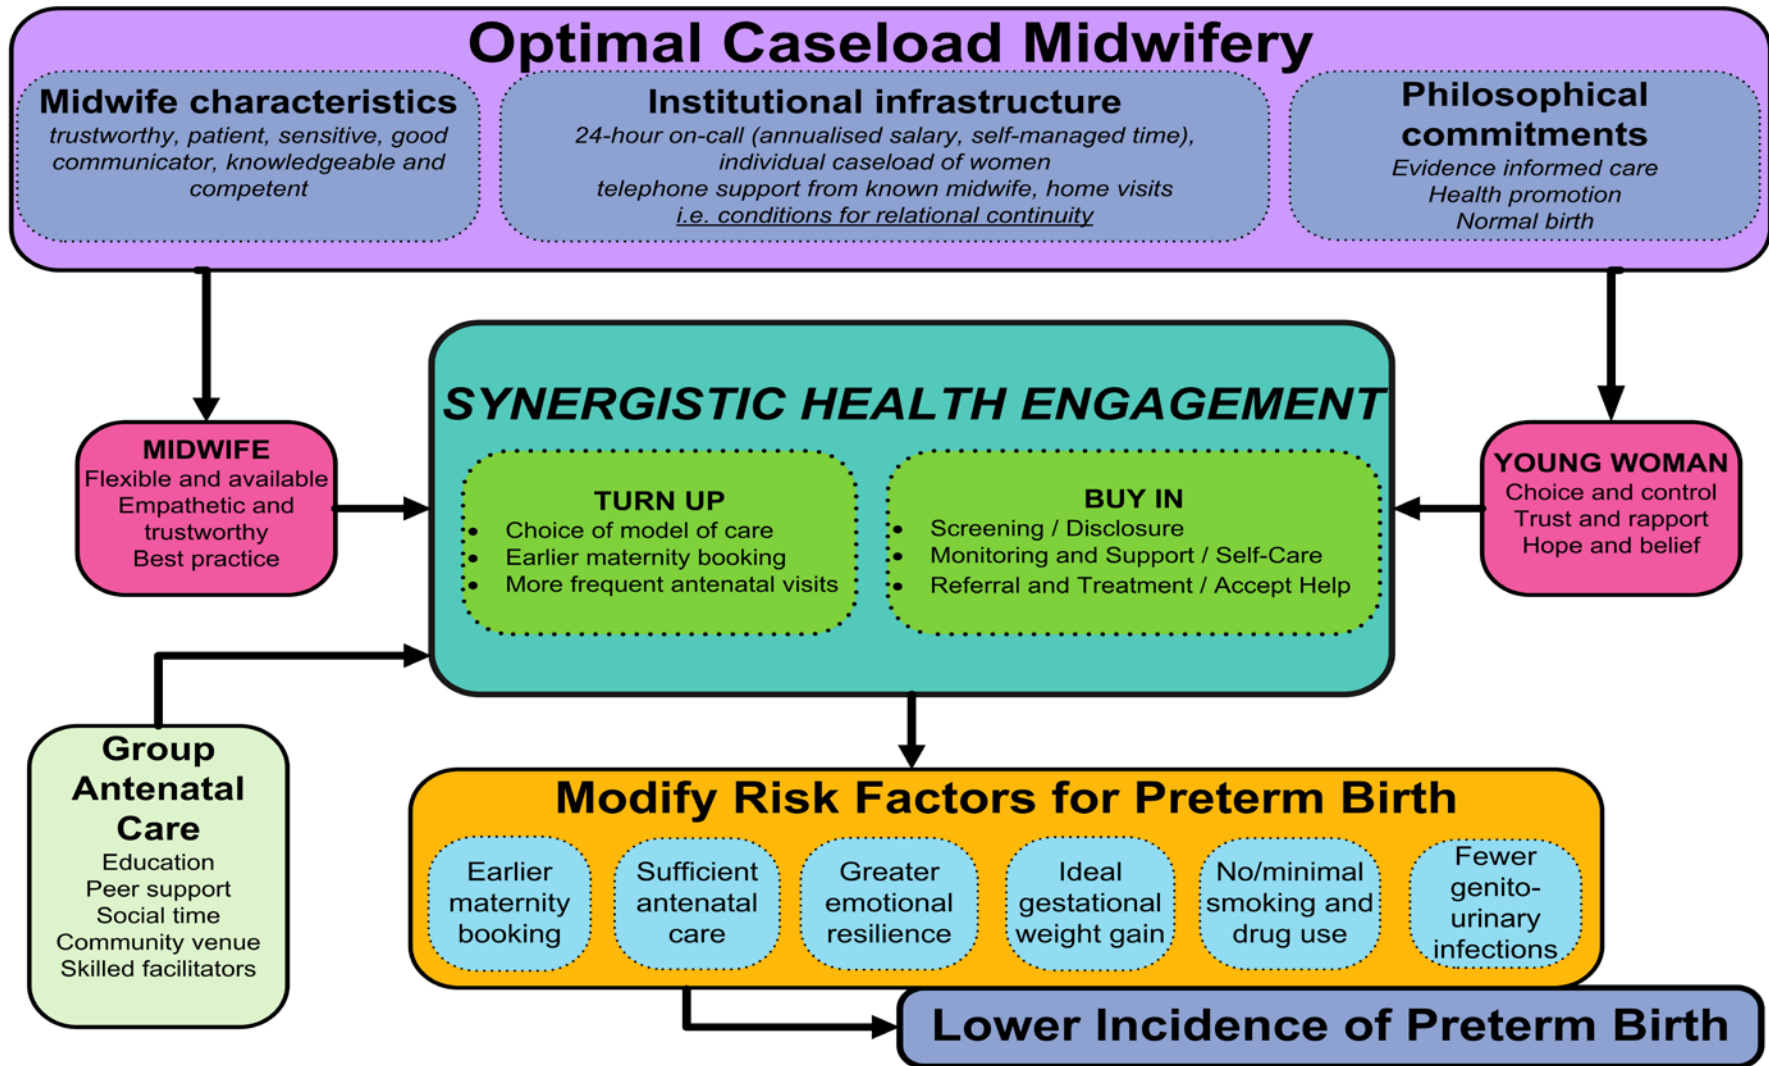 Optimal Caseload Midwifery
Midwife characteristics
trustworthy, patient, sensitive, good
communicator, knowledgeable and
competent
Institutional infrastructure
24-hour on-call (annualised salary, self-managed time),
individual caseload of women
telephone support from known midwife, home visits
i.e. conditions for relational continuity
Philosophical
commitments
Evidence informed care
Health promotion
Normal birth
MIDWIFE
Flexible and available
Empathetic and
trustworthy
Best practice
SYNERGISTIC HEALTH ENGAGEMENT
TURN UP
• Choice of model of care
• Earlier maternity booking
• More frequent antenatal visits
BUY IN
• Screening / Disclosure
• Monitoring and Support / Self-Care
• Referral and Treatment / Accept Help
YOUNG WOMAN
Choice and control
Trust and rapport
Hope and belief
Group
Antenatal
Care
Education
Peer support
Social time
Community venue
Skilled facilitators
Modify Risk Factors for Preterm Birth
Earlier
maternity
booking
Sufficient
antenatal
care
Greater
emotional
resilience
Ideal
gestational
weight gain
No/minimal
smoking and
drug use
Fewer
genito-
urinary
infections
Lower Incidence of Preterm Birth